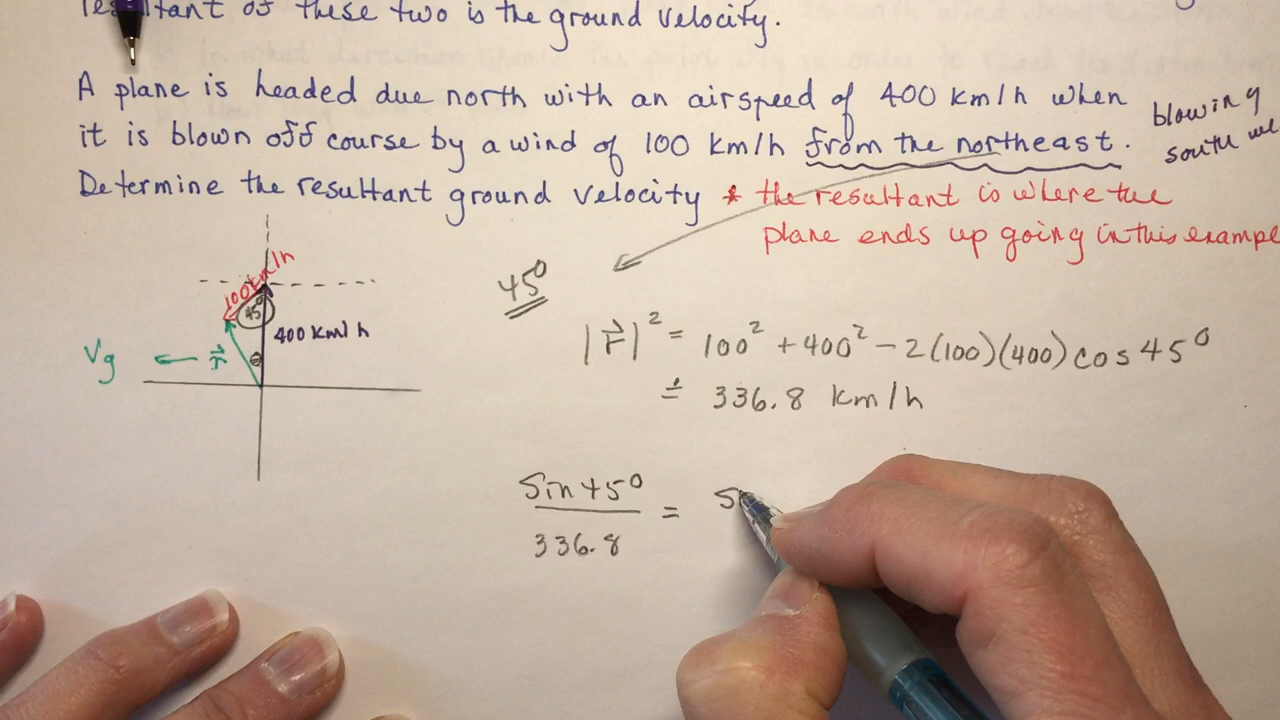 resultant of these two is the ground velocity.
A plane is headed due north with an airspeed of 400 km/h when
it is blown off course by a wind of 100 km/h from the northeast.
blowing
south we
Determine the resultant ground velocity * the resultant is where the
plane ends up going in this example
100 km/h
45°
400 km/h
θ
Vg ← r⃗
45°
|r⃗|² = 100² + 400² - 2(100)(400) cos 45°
≐ 336.8 km/h
Sin 45° / 336.8 = s